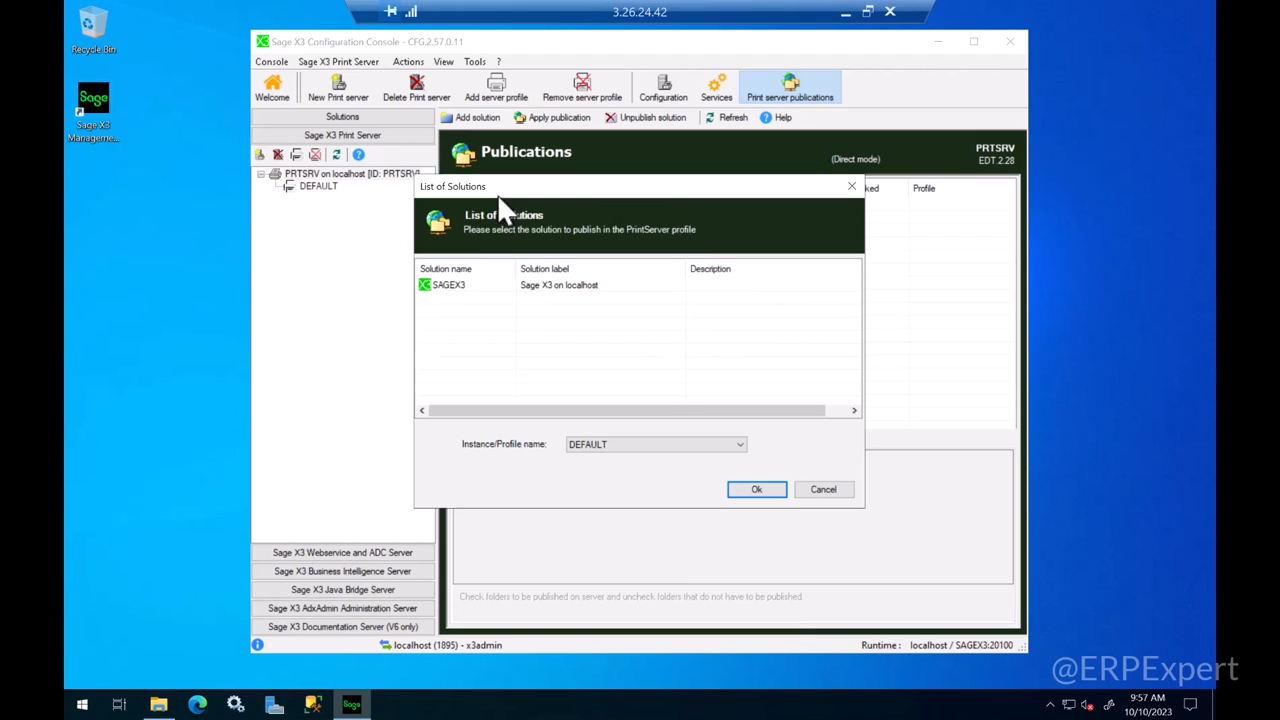 3.26.24.42
Recycle Bin
Sage
Sage X3
Manageme...
Sage X3 Configuration Console - CFG.2.57.0.11
Console Sage X3 Print Server Actions View Tools ?
Welcome New Print server Delete Print server Add server profile Remove server profile Configuration Services Print server publications
Solutions
Sage X3 Print Server
Add solution Apply publication Unpublish solution Refresh Help
Publications
(Direct mode)
PRTSRV
EDT.2.28
PRTSRV on localhost [ID: PRTSRV]
DEFAULT
Profile
List of Solutions
Please select the solution to publish in the PrintServer profile
Solution name Solution label Description
SAGEX3 Sage X3 on localhost
Instance/Profile name: DEFAULT
Ok Cancel
Sage X3 Webservice and ADC Server
Sage X3 Business Intelligence Server
Sage X3 Java Bridge Server
Sage X3 AdxAdmin Administration Server
Sage X3 Documentation Server (V6 only)
Check folders to be published on server and uncheck folders that do not have to be published.
localhost (1895) - x3admin
Runtime : localhost / SAGEX3:20100
@ERPExpert
9:57 AM
10/10/2023